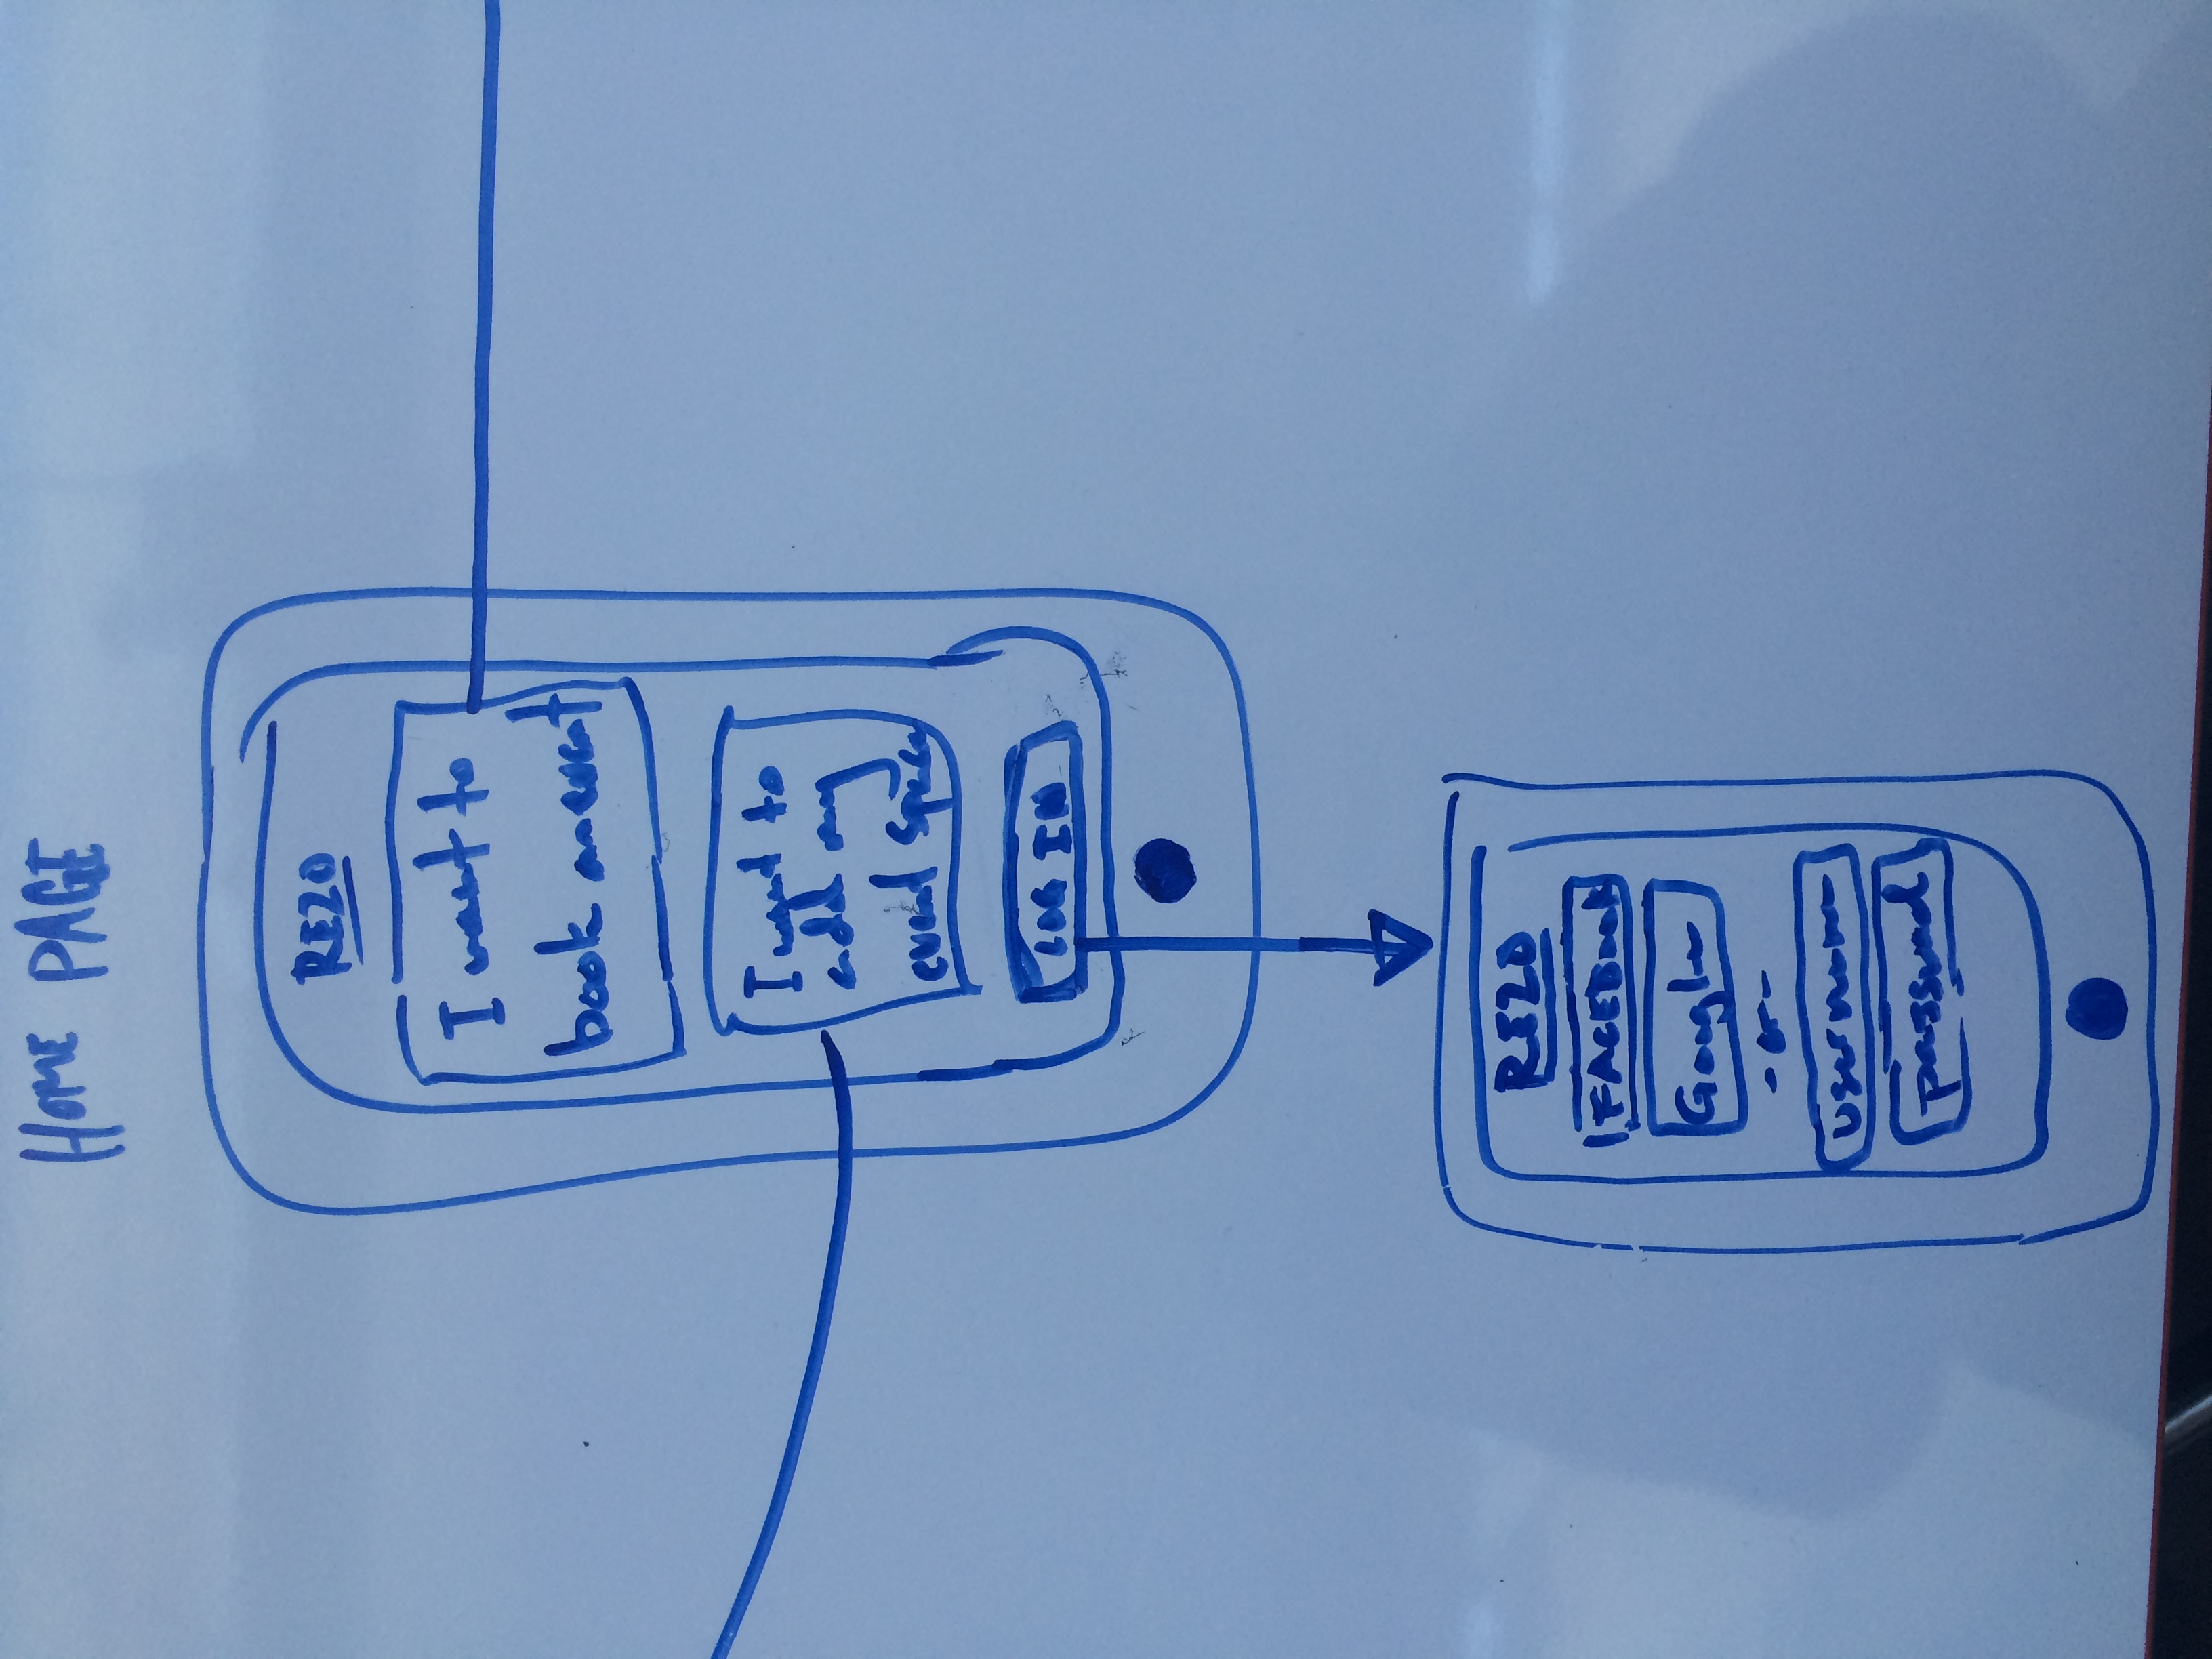 HOME PAGE
REZO
I want to
book an event
I want to
add my
event space
LOG IN
REZO
FACEBOOK
Google
- or -
username
password